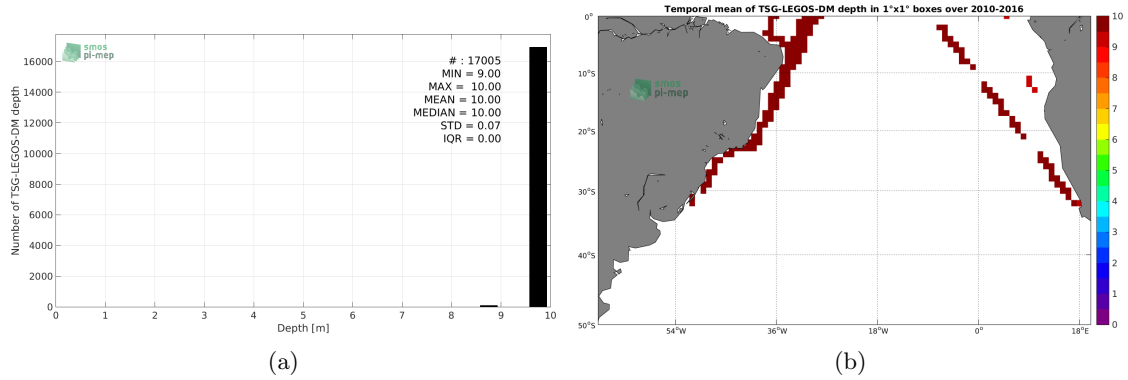 smos
pi-mep
# : 17005
MIN = 9.00
MAX = 10.00
MEAN = 10.00
MEDIAN = 10.00
STD = 0.07
IQR = 0.00
Number of TSG-LEGOS-DM depth
16000
14000
12000
10000
8000
6000
4000
2000
0
0 1 2 3 4 5 6 7 8 9 10
Depth [m]
(a)
Temporal mean of TSG-LEGOS-DM depth in 1°x1° boxes over 2010-2016
smos
pi-mep
0°
10°S
20°S
30°S
40°S
50°S
54°W 36°W 18°W 0° 18°E
10
9
8
7
6
5
4
3
2
1
0
(b)